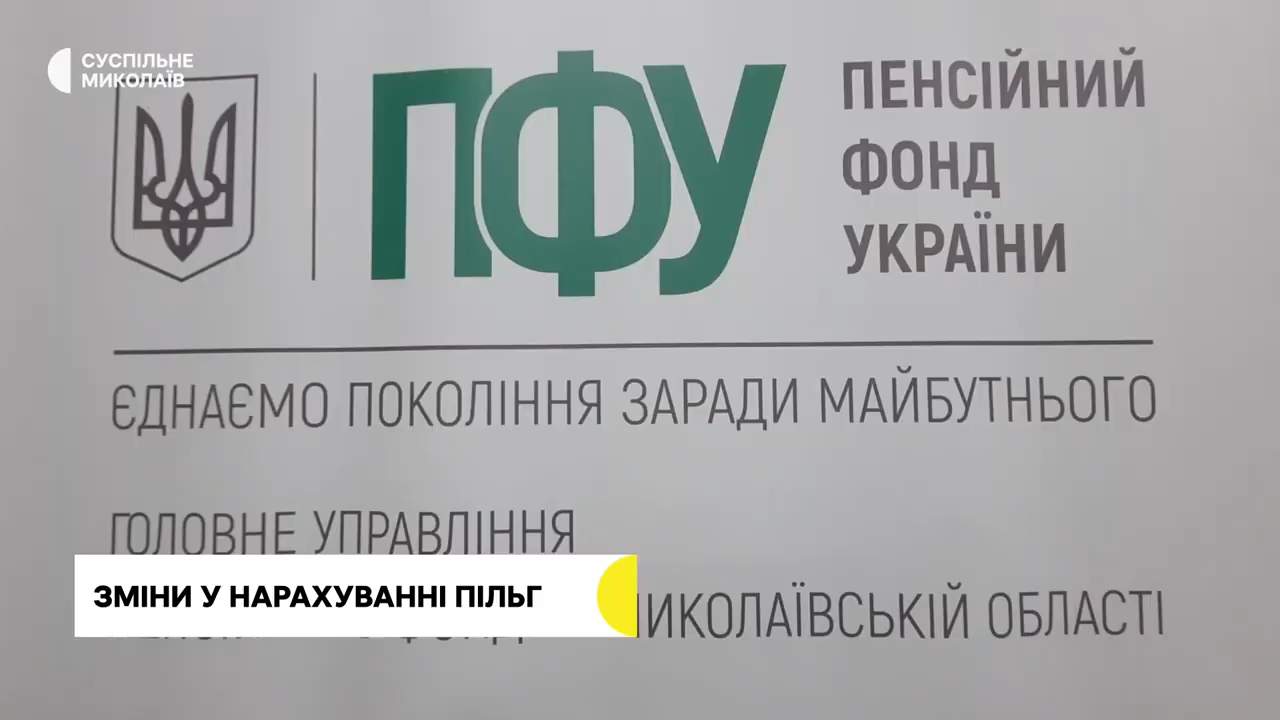 СУСПІЛЬНЕ
МИКОЛАЇВ
ПФУ
ПЕНСІЙНИЙ
ФОНД
УКРАЇНИ
ЄДНАЄМО ПОКОЛІННЯ ЗАРАДИ МАЙБУТНЬОГО
ГОЛОВНЕ УПРАВЛІННЯ
МИКОЛАЇВСЬКІЙ ОБЛАСТІ
ЗМІНИ У НАРАХУВАННІ ПІЛЬГ